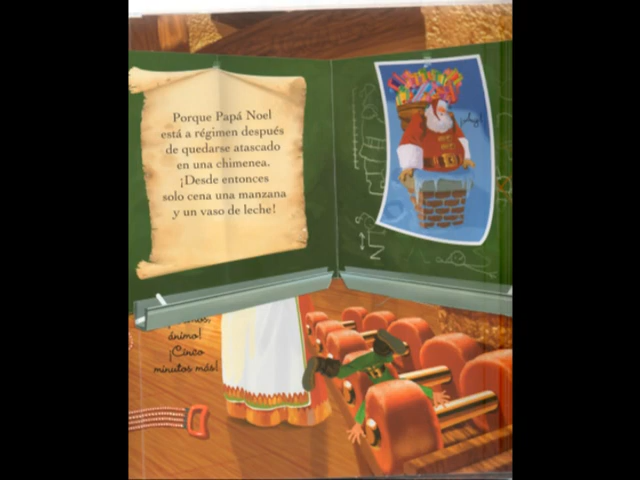 Porque Papá Noel
está a régimen después
de quedarse atascado
en una chimenea.
¡Desde entonces
solo cena una manzana
y un vaso de leche!
¡Uy!
ánimo!
¡Cinco
minutos más!